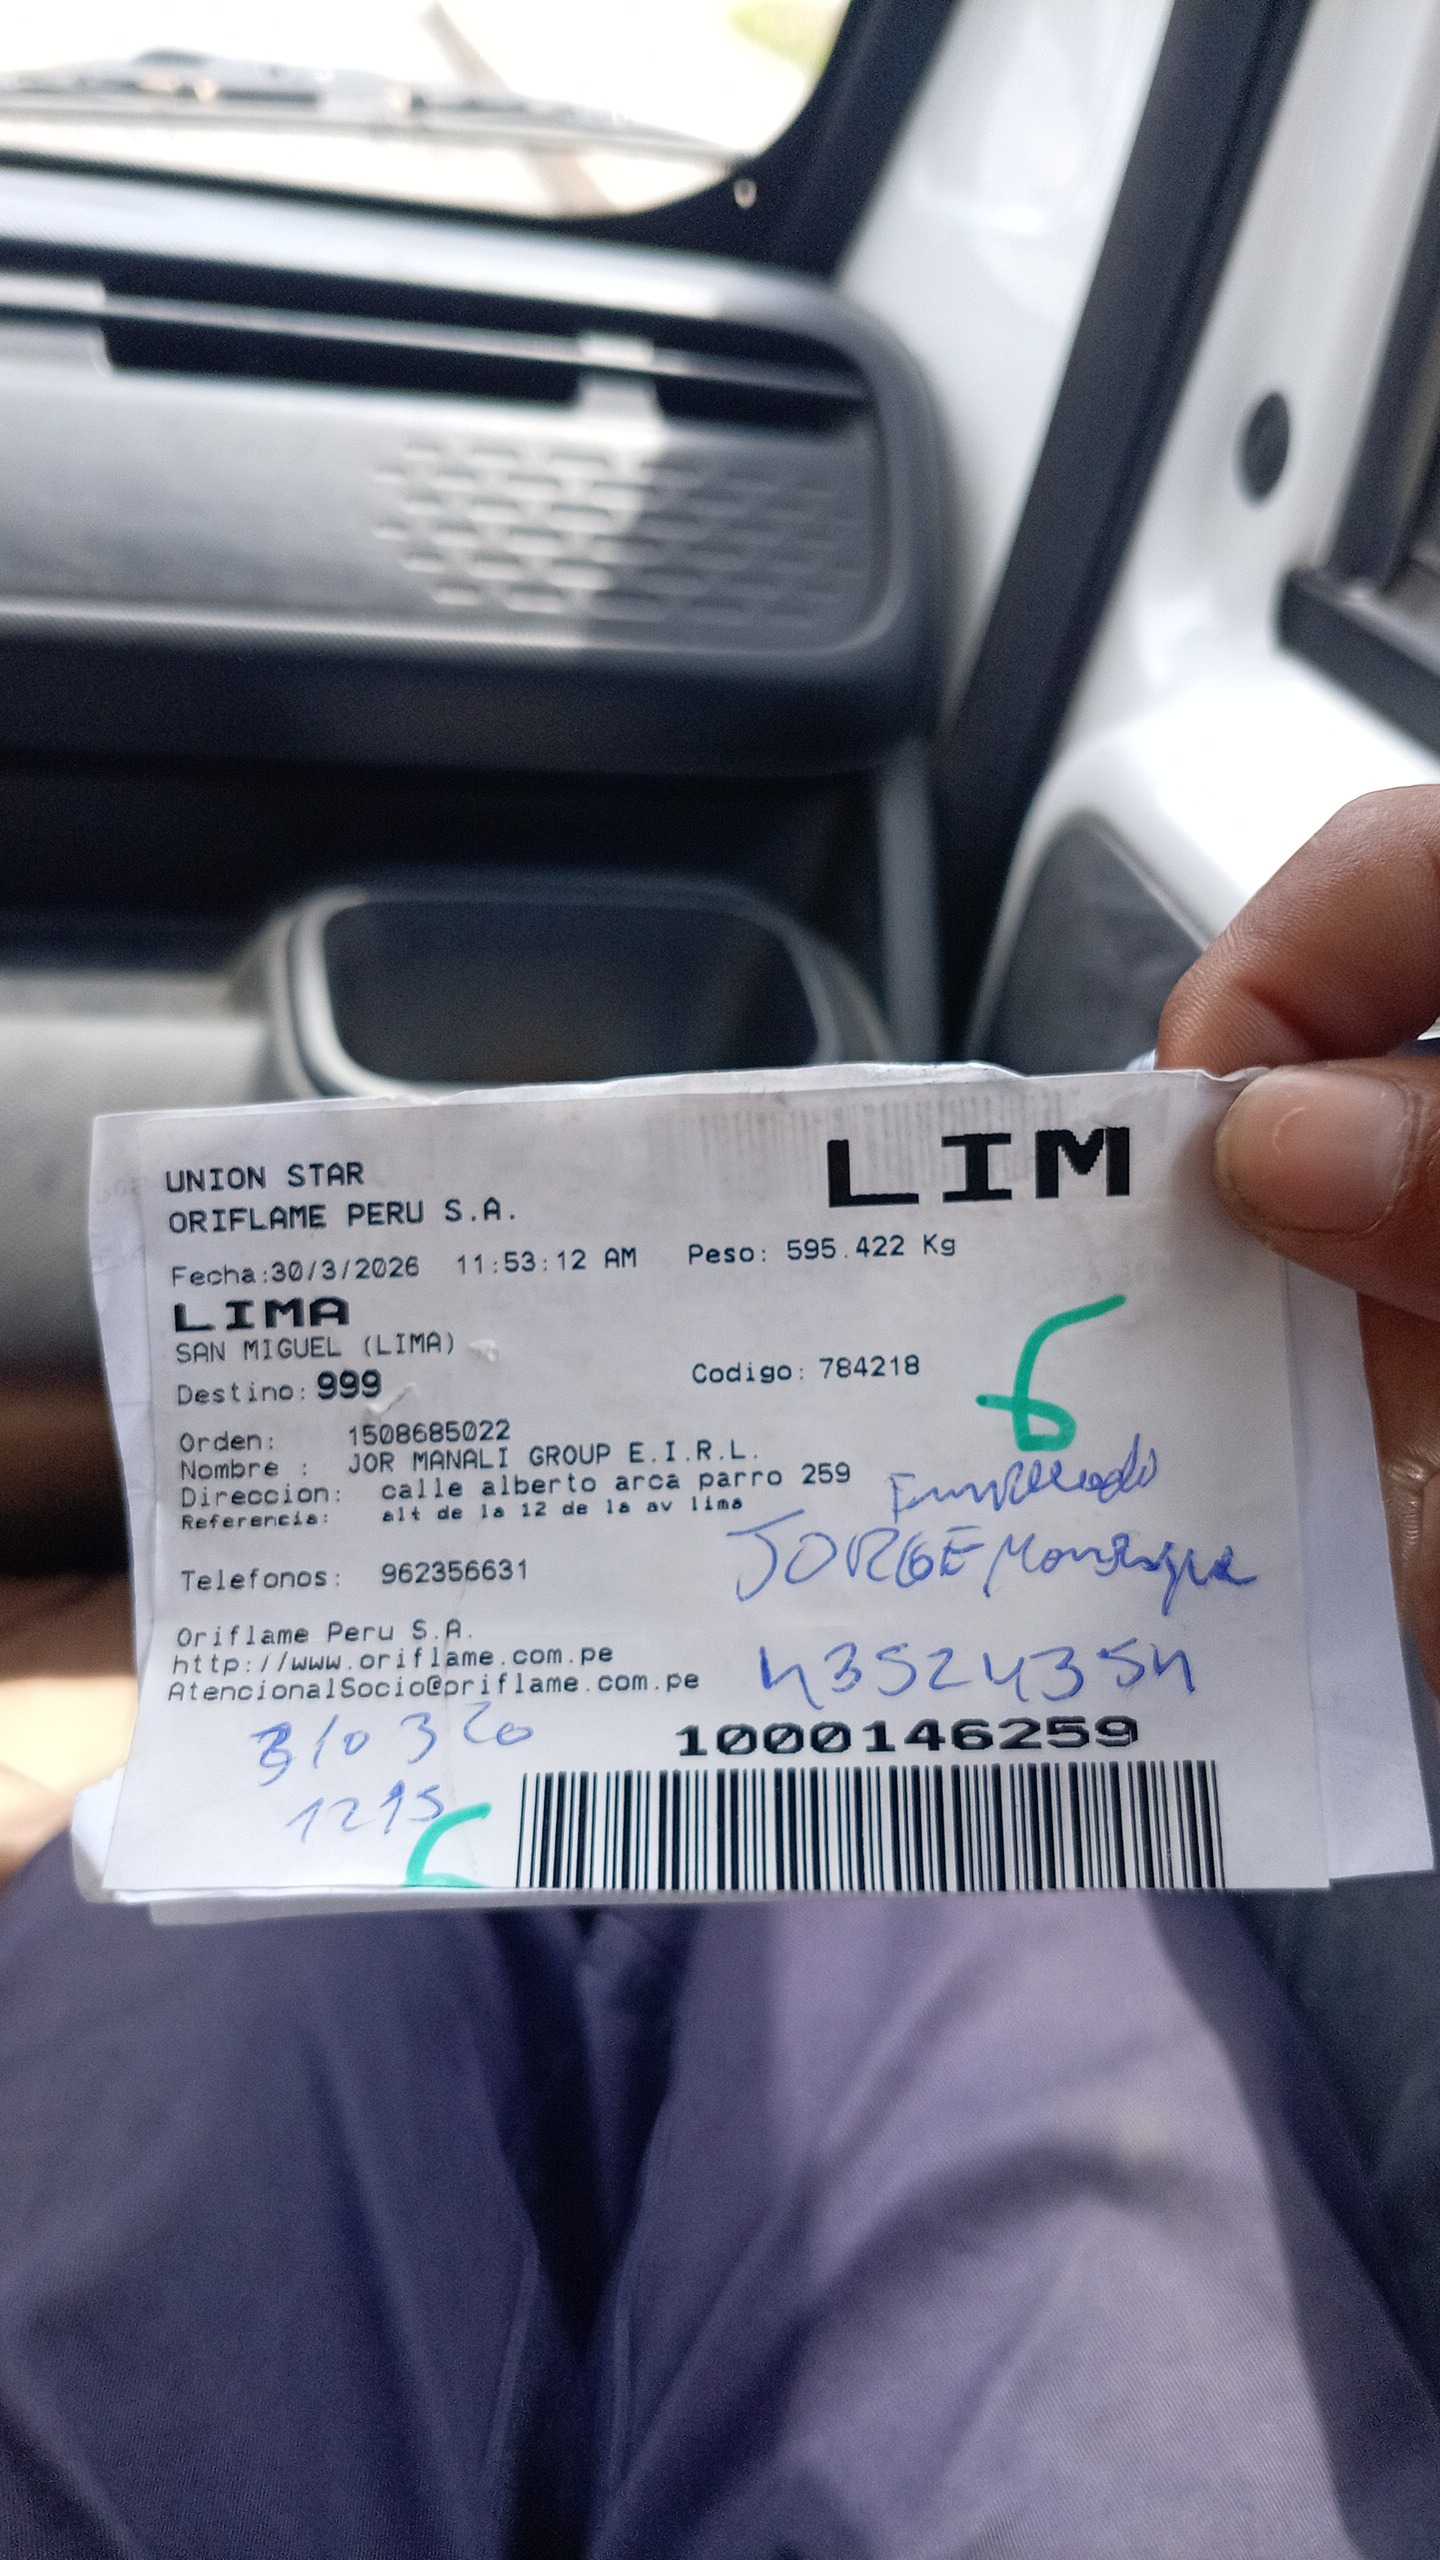 UNION STAR
LIM
ORIFLAME PERU S.A.
Fecha:30/3/2026 11:53:12 AM Peso: 595.422 Kg
LIMA
SAN MIGUEL (LIMA)
Destino: 999 Codigo: 784218
6
Orden: 1508685022
Nombre : JOR MANALI GROUP E.I.R.L.
Direccion: calle alberto arca parro 259
Referencia: alt de la 12 de la av lima
JORGE
Telefonos: 962356631
Oriflame Peru S.A.
http://www.oriflame.com.pe
AtencionalSocio@oriflame.com.pe
43524354
1000146259
1215
6